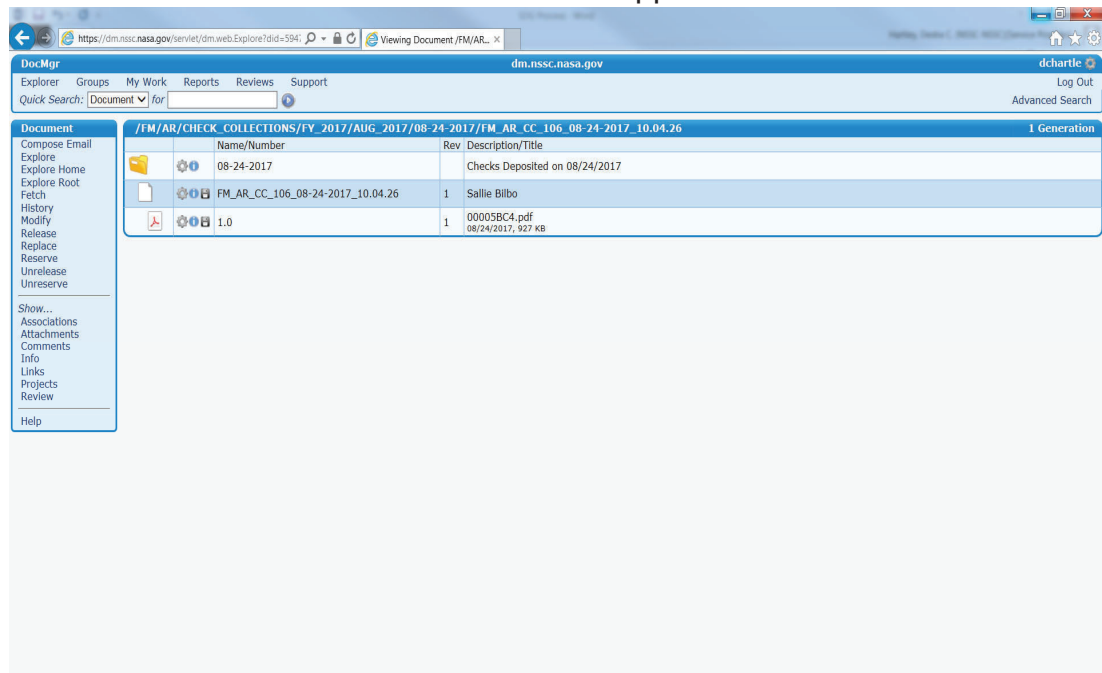 https://dm.nssc.nasa.gov/servlet/dm.web.Explore?did=594 Viewing Document /FM/AR... ×
DocMgr dm.nssc.nasa.gov dchartle
Explorer Groups My Work Reports Reviews Support Log Out
Quick Search: Document for Advanced Search
Document /FM/AR/CHECK_COLLECTIONS/FY_2017/AUG_2017/08-24-2017/FM_AR_CC_106_08-24-2017_10.04.26 1 Generation
Compose Email
Explore
Explore Home
Explore Root
Fetch
History
Modify
Release
Replace
Reserve
Unrelease
Unreserve
Show...
Associations
Attachments
Comments
Info
Links
Projects
Review
Help
Name/Number Rev Description/Title
08-24-2017 Checks Deposited on 08/24/2017
FM_AR_CC_106_08-24-2017_10.04.26 1 Sallie Bilbo
1.0 1 00005BC4.pdf
08/24/2017, 927 KB